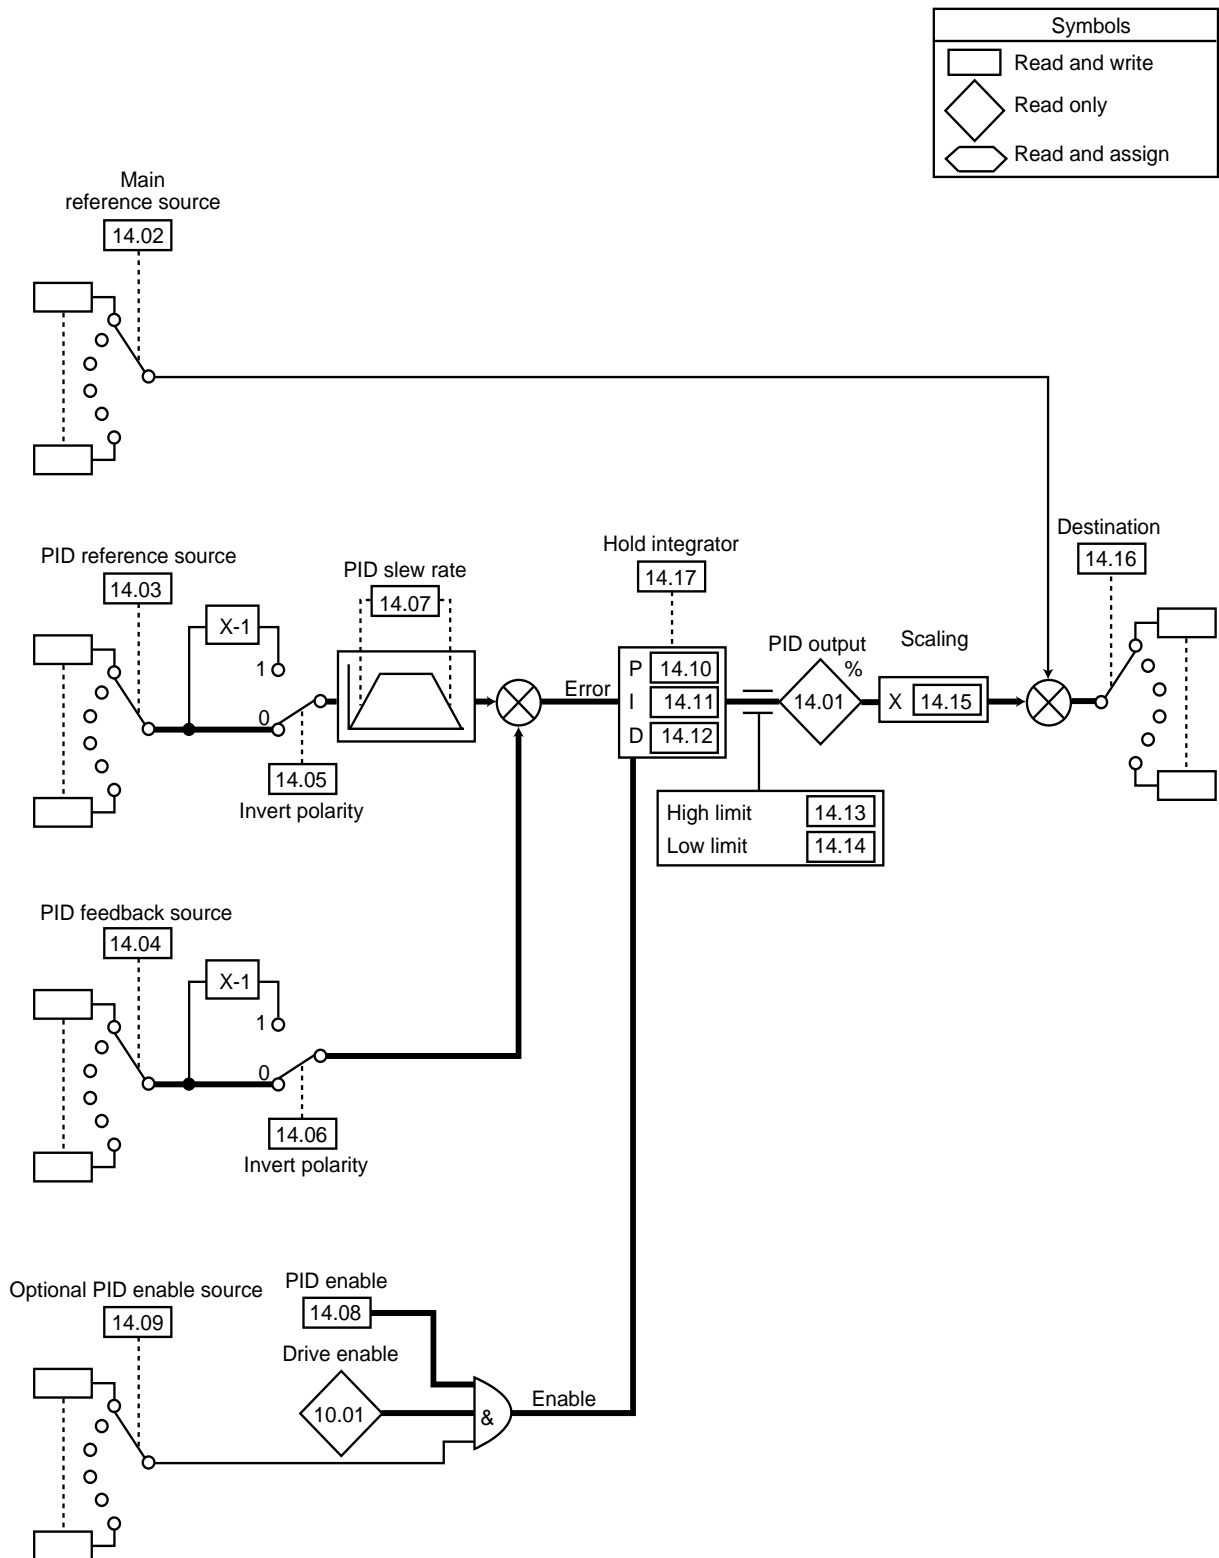 Symbols
Read and write
Read only
Read and assign
Main
reference source
14.02
PID reference source
14.03
X-1
1
0
14.05
Invert polarity
PID slew rate
14.07
Error
Hold integrator
14.17
P 14.10
I 14.11
D 14.12
PID output
%
14.01
Scaling
X 14.15
High limit 14.13
Low limit 14.14
Destination
14.16
PID feedback source
14.04
X-1
1
0
14.06
Invert polarity
Optional PID enable source
14.09
PID enable
14.08
Drive enable
10.01
&
Enable